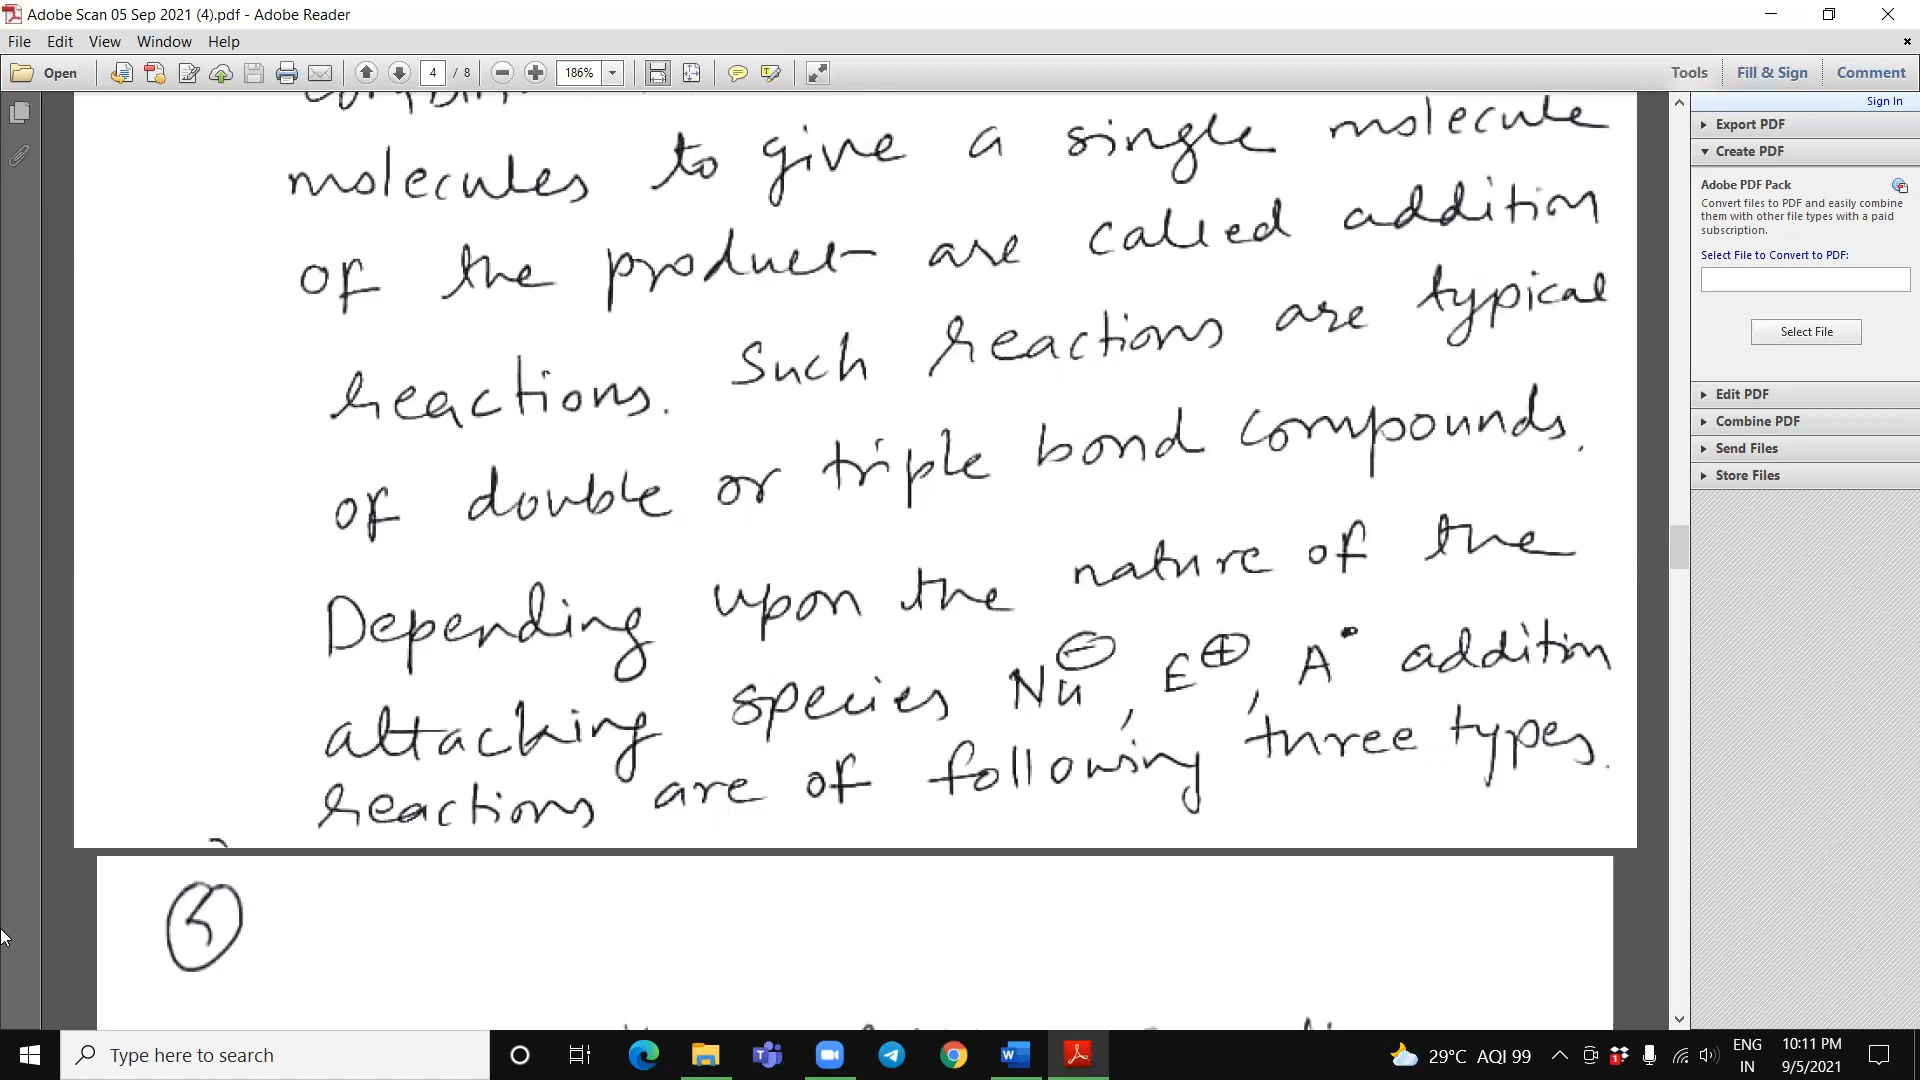 Adobe Scan 05 Sep 2021 (4).pdf - Adobe Reader
File Edit View Window Help
Open 4 / 8 186% Tools Fill & Sign Comment
Sign In
Export PDF
Create PDF
Adobe PDF Pack
Convert files to PDF and easily combine
them with other file types with a paid
subscription.
Select File to Convert to PDF:
Select File
Edit PDF
Combine PDF
Send Files
Store Files
molecules to give a single molecule
of the product are called addition
reactions. Such reactions are typical
of double or triple bond compounds.
Depending upon the nature of the
attacking species Nu⊖, E⊕, A• addition
reactions are of following three types.
5
Type here to search
29°C AQI 99 ENG 10:11 PM
IN 9/5/2021